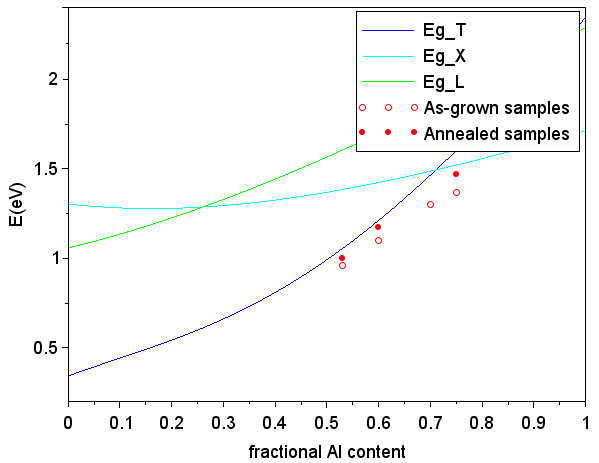 Eg_T
Eg_X
Eg_L
As-grown samples
Annealed samples
2
1.5
1
0.5
E(eV)
0 0.1 0.2 0.3 0.4 0.5 0.6 0.7 0.8 0.9 1
fractional Al content